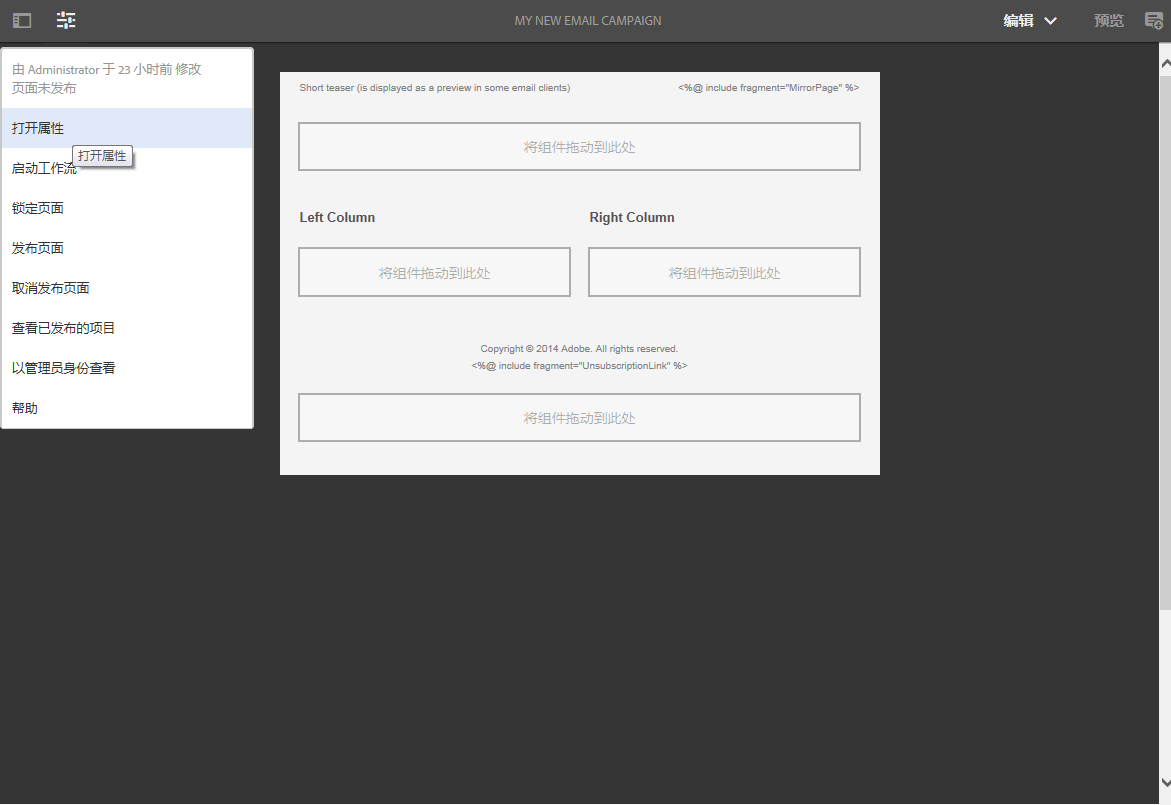 MY NEW EMAIL CAMPAIGN
编辑
预览
由 Administrator 于 23 小时前 修改
页面未发布
打开属性
打开属性
启动工作流
锁定页面
发布页面
取消发布页面
查看已发布的项目
以管理员身份查看
帮助
Short teaser (is displayed as a preview in some email clients)
<%@ include fragment="MirrorPage" %>
将组件拖动到此处
Left Column
Right Column
将组件拖动到此处
将组件拖动到此处
Copyright © 2014 Adobe. All rights reserved.
<%@ include fragment="UnsubscriptionLink" %>
将组件拖动到此处